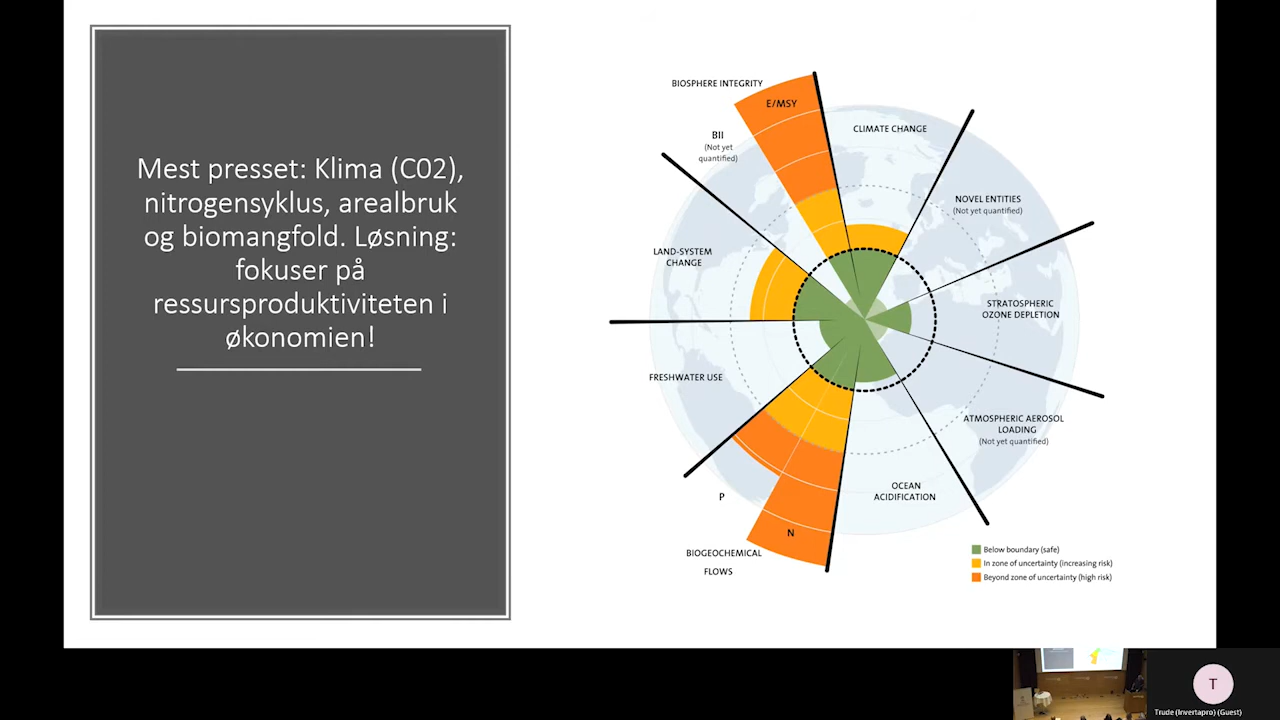 Mest presset: Klima (C02),
nitrogensyklus, arealbruk
og biomangfold. Løsning:
fokuser på
ressursproduktiviteten i
økonomien!
BIOSPHERE INTEGRITY
E/MSY
BII
(Not yet
quantified)
CLIMATE CHANGE
NOVEL ENTITIES
(Not yet quantified)
LAND-SYSTEM
CHANGE
STRATOSPHERIC
OZONE DEPLETION
FRESHWATER USE
ATMOSPHERIC AEROSOL
LOADING
(Not yet quantified)
P
N
OCEAN
ACIDIFICATION
BIOGEOCHEMICAL
FLOWS
Below boundary (safe)
In zone of uncertainty (increasing risk)
Beyond zone of uncertainty (high risk)
T
Trude (Invertapro) (Guest)